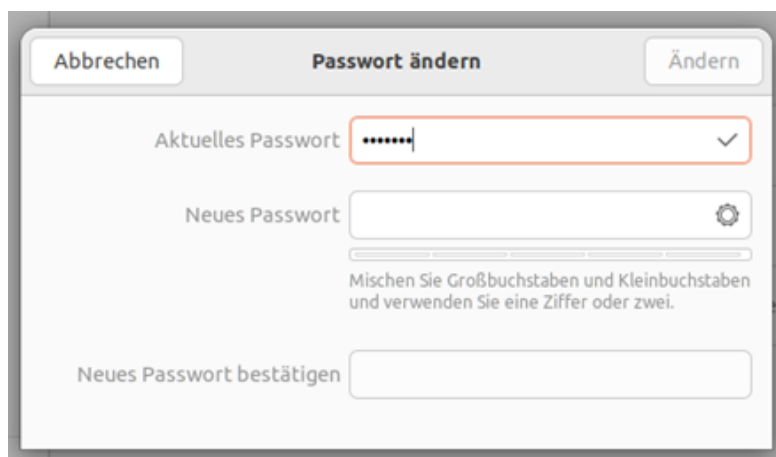 Abbrechen
Passwort ändern
Ändern
Aktuelles Passwort
•••••••
Neues Passwort
Mischen Sie Großbuchstaben und Kleinbuchstaben
und verwenden Sie eine Ziffer oder zwei.
Neues Passwort bestätigen